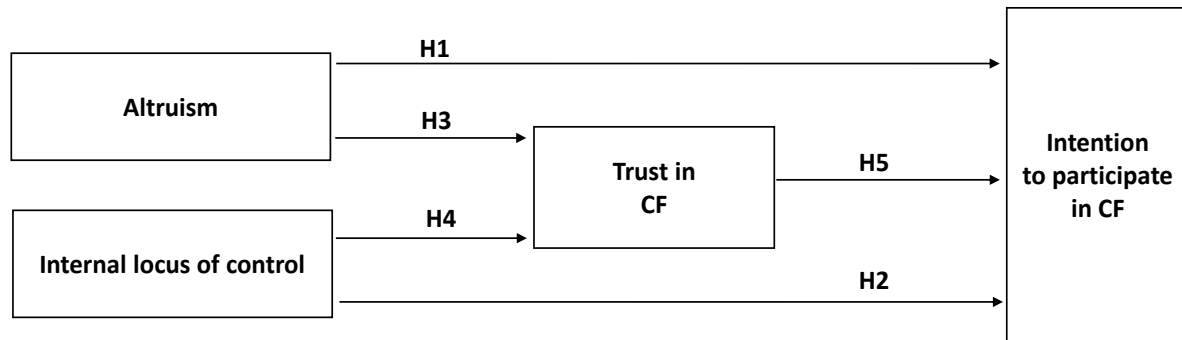 H1
Altruism
H3
Trust in
CF
H5
Intention
to participate
in CF
H4
Internal locus of control
H2